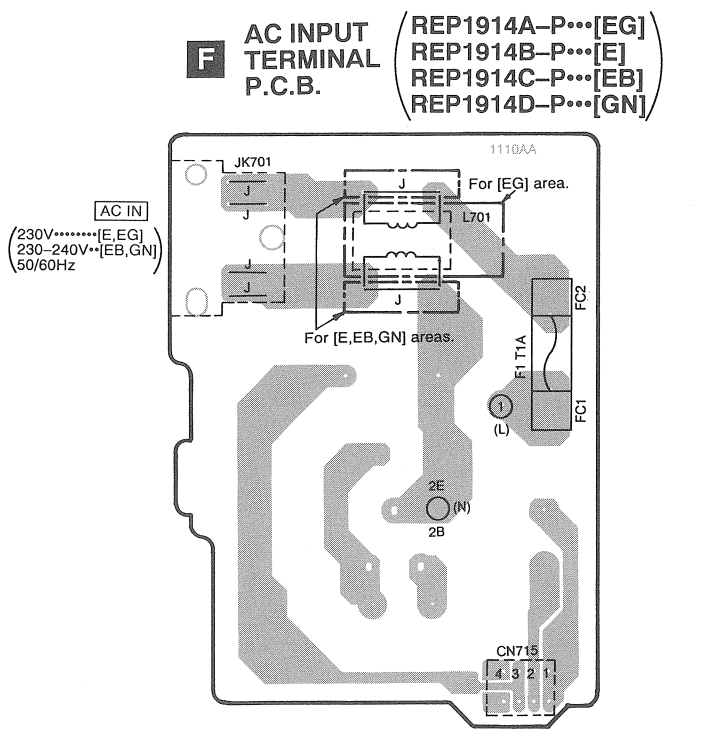 F
AC INPUT
TERMINAL
P.C.B.
REP1914A–P•••[EG]
REP1914B–P•••[E]
REP1914C–P•••[EB]
REP1914D–P•••[GN]
1110AA
JK701
J
J
J
J
J
For [EG] area.
L701
AC IN
230V••••••••[E,EG]
230–240V••[EB,GN]
50/60Hz
J
For [E,EB,GN] areas.
FC2
F1 T1A
FC1
1
(L)
2E
(N)
2B
CN715
4 3 2 1